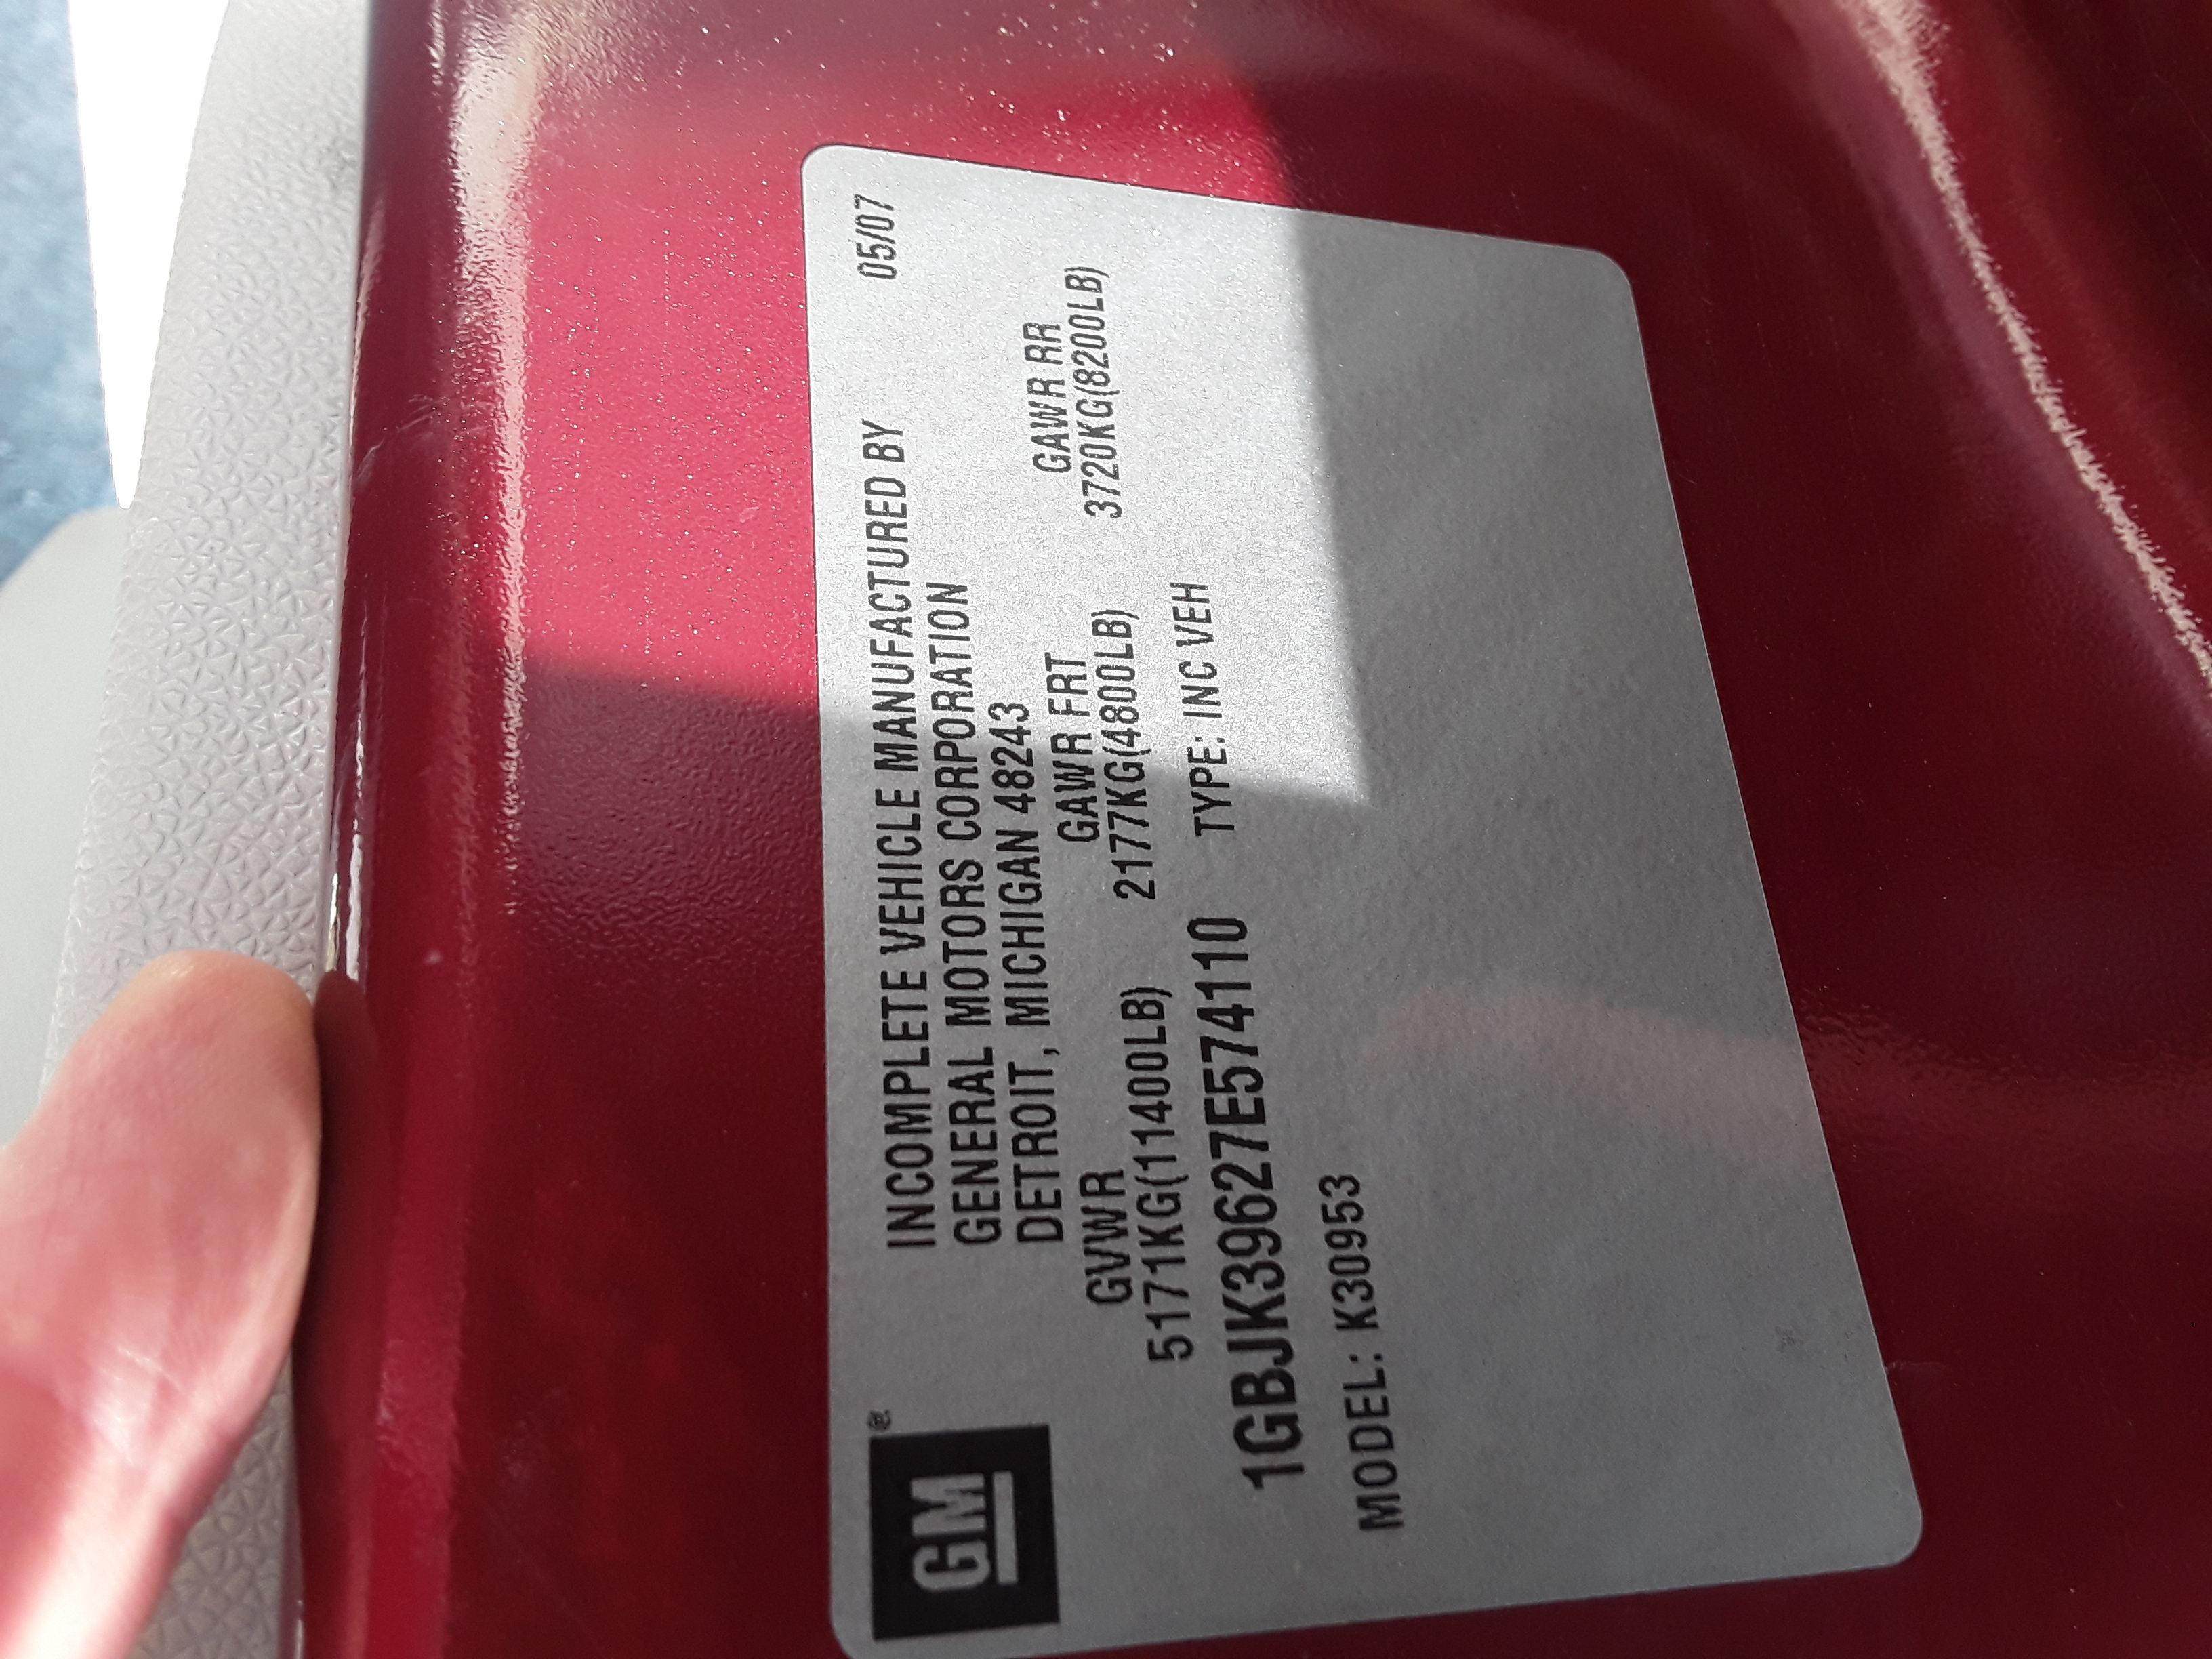 GM®
INCOMPLETE VEHICLE MANUFACTURED BY 05/07
GENERAL MOTORS CORPORATION
DETROIT, MICHIGAN 48243
GVWR GAWR FRT GAWR RR
5171KG(11400LB) 2177KG(4800LB) 3720KG(8200LB)
1GBJK39627E574110 TYPE: INC VEH
MODEL: K30953